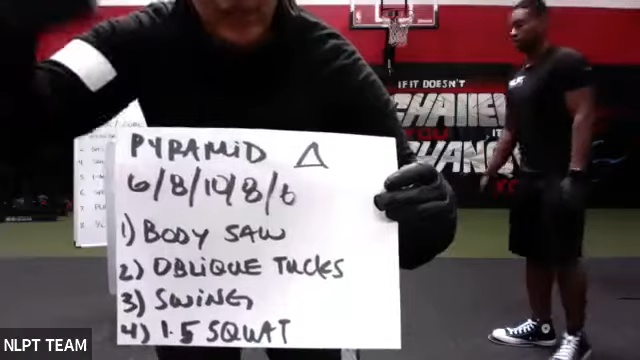 IF IT DOESN'T
CHALLENGE
YOU
IT
CHANGE
PYRAMID △
6/8/10/8/6
1) BODY SAW
2) OBLIQUE TUCKS
3) SWING
4) 1.5 SQUAT
NLPT TEAM